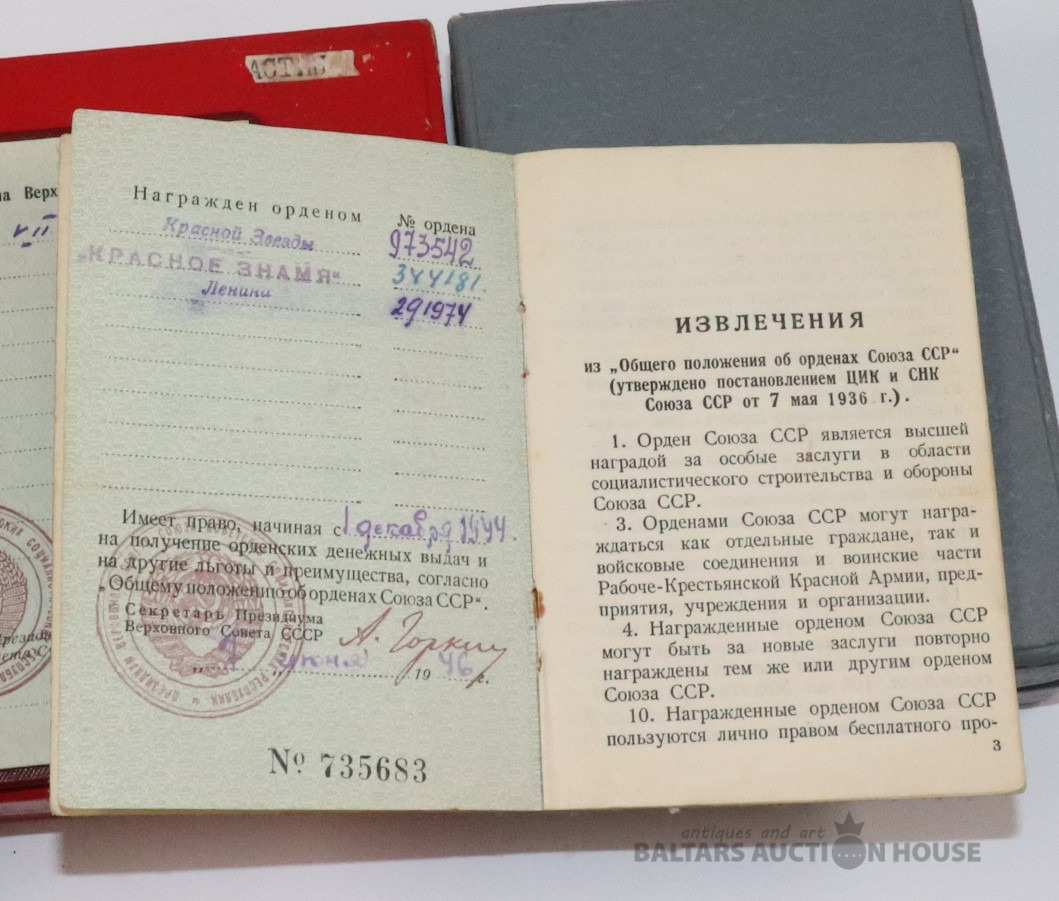 АСТ
на Верх
VII
Награжден орденом № ордена
Красной Звезды 973542
„КРАСНОЕ ЗНАМЯ" 344181.
Ленина 291974
Имеет право, начиная с 1 декабря 1944.
на получение орденских денежных выдач и
на другие льготы и преимущества, согласно
„Общему положению об орденах Союза ССР".
Секретарь Президиума
Верховного Совета СССР А. Горкин
„ 7 " июня 1946 г.
№ 735683
ИЗВЛЕЧЕНИЯ
из „Общего положения об орденах Союза ССР"
(утверждено постановлением ЦИК и СНК
Союза ССР от 7 мая 1936 г.).
1. Орден Союза ССР является высшей
наградой за особые заслуги в области
социалистического строительства и обороны
Союза ССР.
3. Орденами Союза ССР могут награ-
ждаться как отдельные граждане, так и
войсковые соединения и воинские части
Рабоче-Крестьянской Красной Армии, пред-
приятия, учреждения и организации.
4. Награжденные орденом Союза ССР
могут быть за новые заслуги повторно
награждены тем же или другим орденом
Союза ССР.
10. Награжденные орденом Союза ССР
пользуются лично правом бесплатного про-
3
antiques and art
BALTARS AUCTION HOUSE